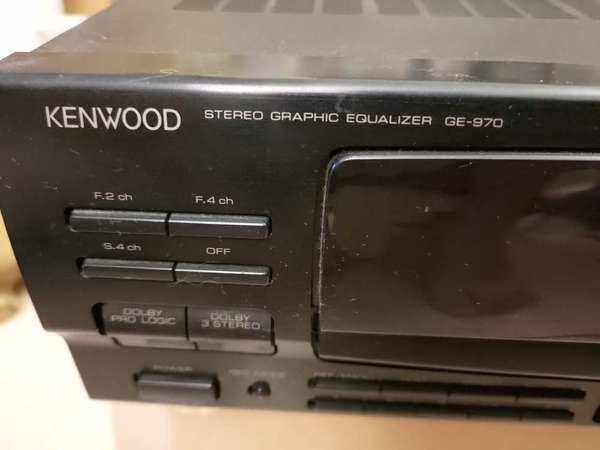 KENWOOD STEREO GRAPHIC EQUALIZER GE-970
F.2 ch F.4 ch
S.4 ch OFF
DOLBY PRO LOGIC DOLBY 3 STEREO
POWER